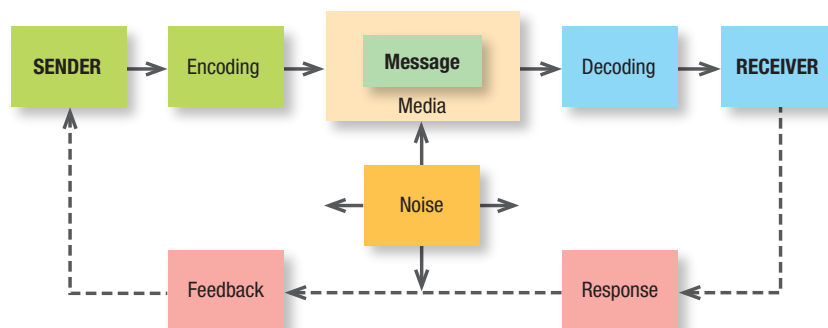 SENDER
Encoding
Message
Media
Decoding
RECEIVER
Noise
Feedback
Response